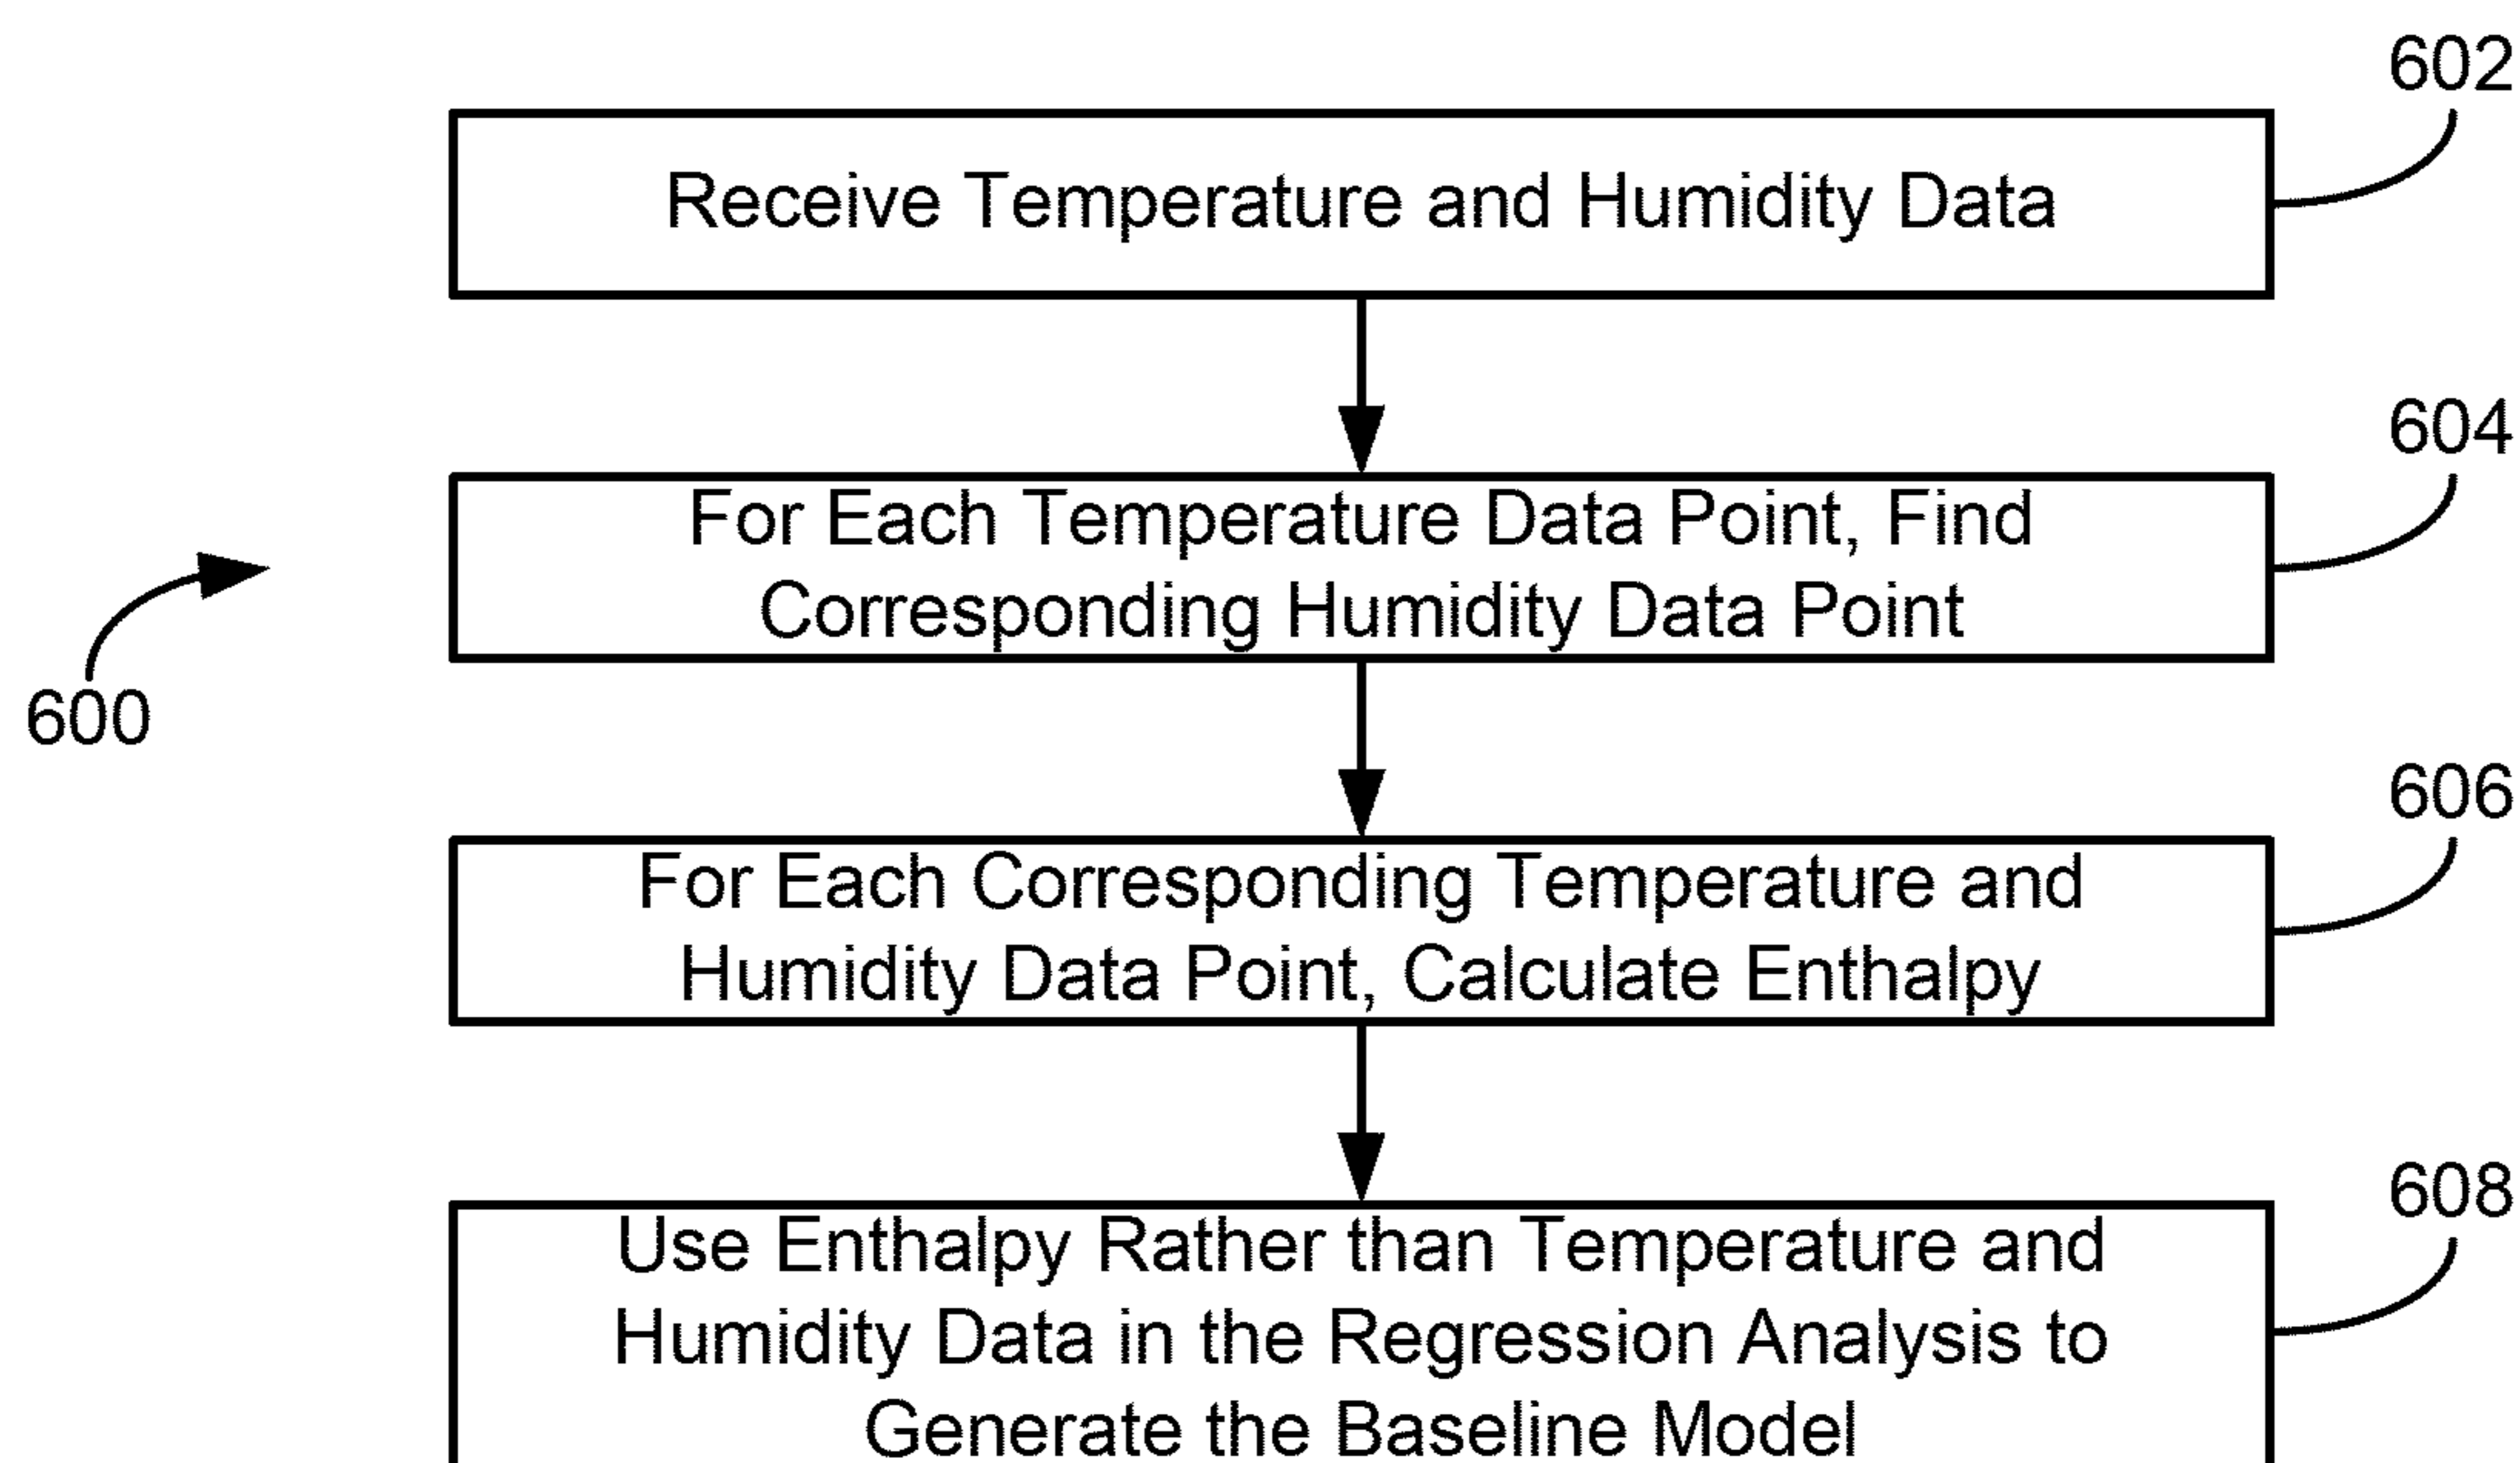 602
Receive Temperature and Humidity Data
604
For Each Temperature Data Point, Find
Corresponding Humidity Data Point
600
606
For Each Corresponding Temperature and
Humidity Data Point, Calculate Enthalpy
608
Use Enthalpy Rather than Temperature and
Humidity Data in the Regression Analysis to
Generate the Baseline Model